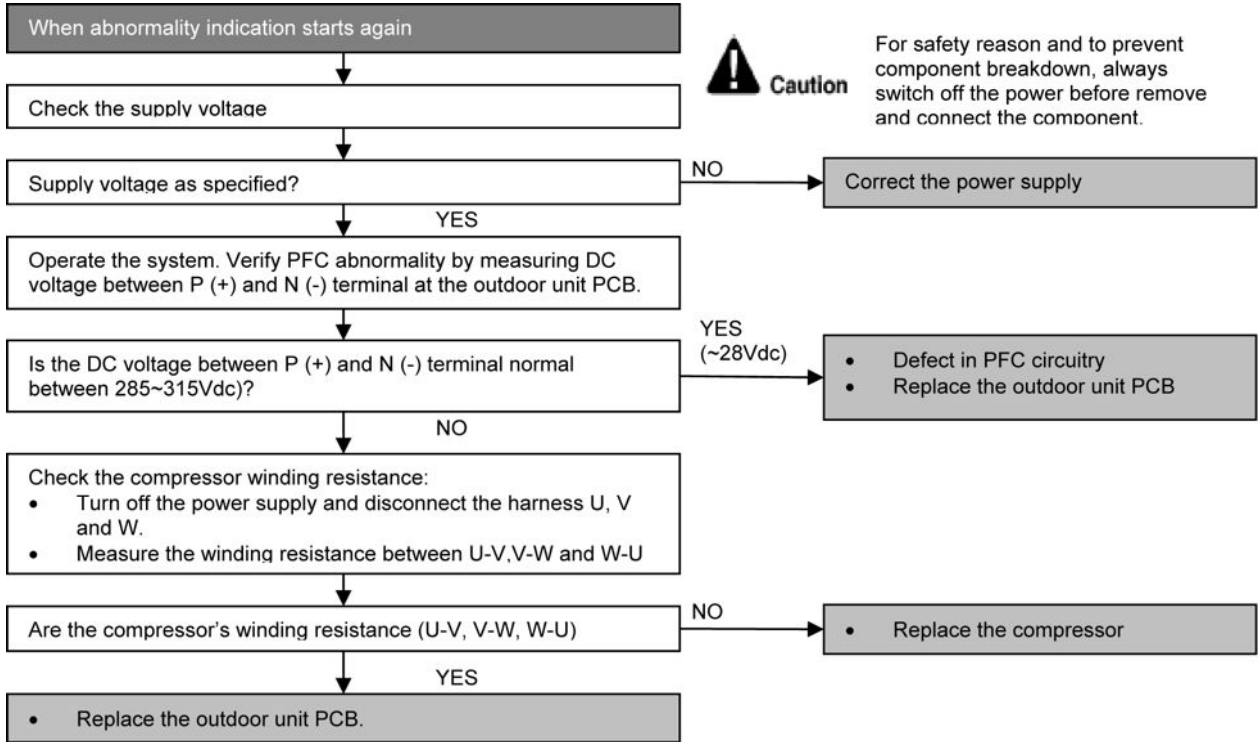 When abnormality indication starts again
Caution
For safety reason and to prevent
component breakdown, always
switch off the power before remove
and connect the component.
Check the supply voltage
Supply voltage as specified?
NO
Correct the power supply
YES
Operate the system. Verify PFC abnormality by measuring DC
voltage between P (+) and N (-) terminal at the outdoor unit PCB.
Is the DC voltage between P (+) and N (-) terminal normal
between 285~315Vdc)?
YES
(~28Vdc)
• Defect in PFC circuitry
• Replace the outdoor unit PCB
NO
Check the compressor winding resistance:
• Turn off the power supply and disconnect the harness U, V
and W.
• Measure the winding resistance between U-V,V-W and W-U
Are the compressor's winding resistance (U-V, V-W, W-U)
NO
• Replace the compressor
YES
• Replace the outdoor unit PCB.